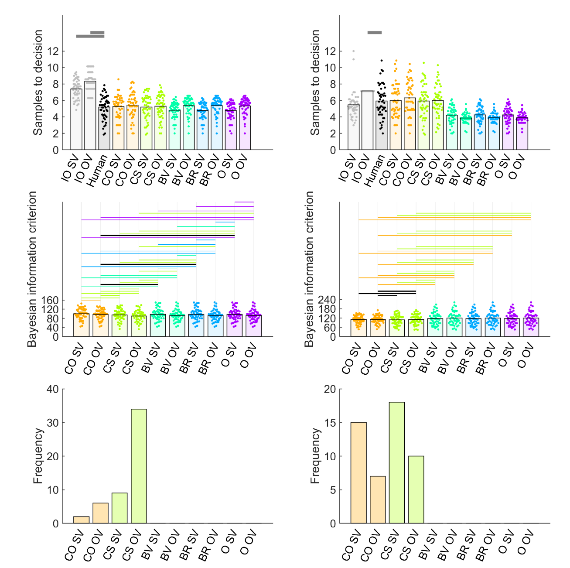 Samples to decision
12
10
8
6
4
2
0
IO SV
IO OV
Human
CO SV
CO OV
CS SV
CS OV
BV SV
BV OV
BR SV
BR OV
O SV
O OV
Samples to decision
12
10
8
6
4
2
0
IO SV
IO OV
Human
CO SV
CO OV
CS SV
CS OV
BV SV
BV OV
BR SV
BR OV
O SV
O OV
Bayesian information criterion
160
120
80
40
0
CO SV
CO OV
CS SV
CS OV
BV SV
BV OV
BR SV
BR OV
O SV
O OV
Bayesian information criterion
240
180
120
60
0
CO SV
CO OV
CS SV
CS OV
BV SV
BV OV
BR SV
BR OV
O SV
O OV
Frequency
40
30
20
10
0
CO SV
CO OV
CS SV
CS OV
BV SV
BV OV
BR SV
BR OV
O SV
O OV
Frequency
20
15
10
5
0
CO SV
CO OV
CS SV
CS OV
BV SV
BV OV
BR SV
BR OV
O SV
O OV